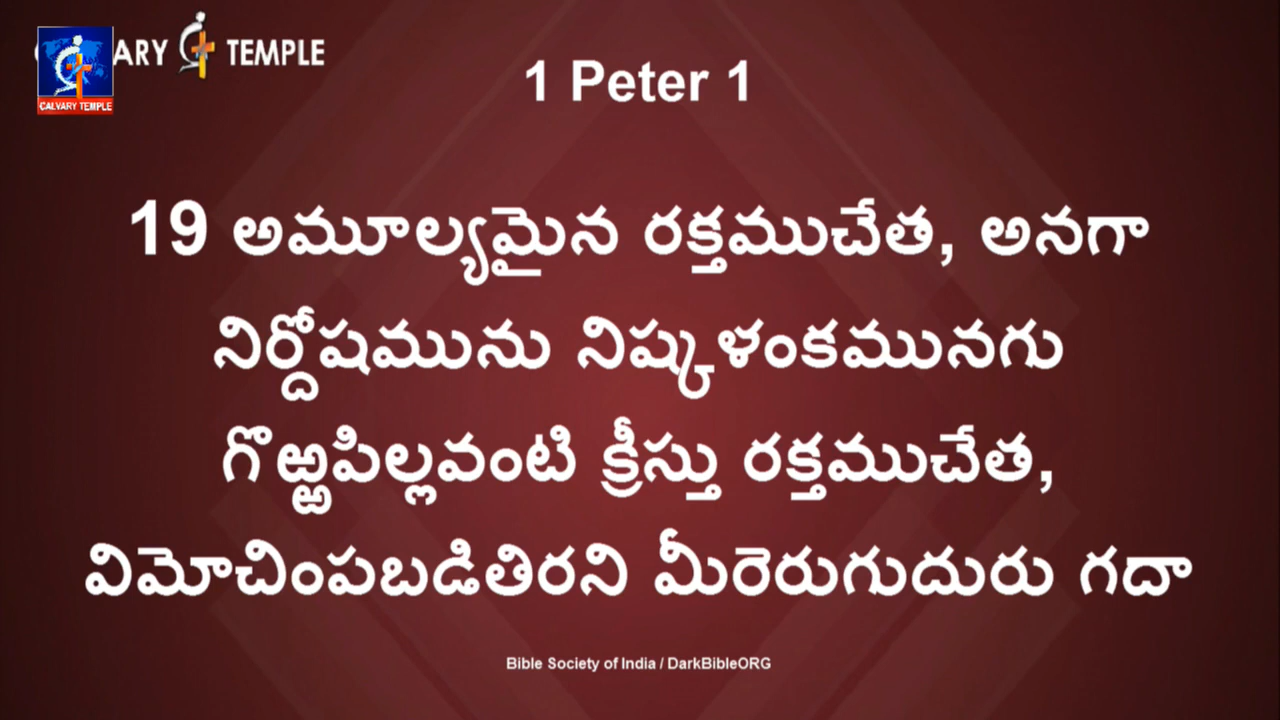 ARY TEMPLE
CALVARY TEMPLE
1 Peter 1
19 అమూల్యమైన రక్తముచేత, అనగా
నిర్దోషమును నిష్కళంకమునగు
గొఱ్ఱపిల్లవంటి క్రీస్తు రక్తముచేత,
విమోచింపబడితిరని మీరెరుగుదురు గదా
Bible Society of India / DarkBibleORG